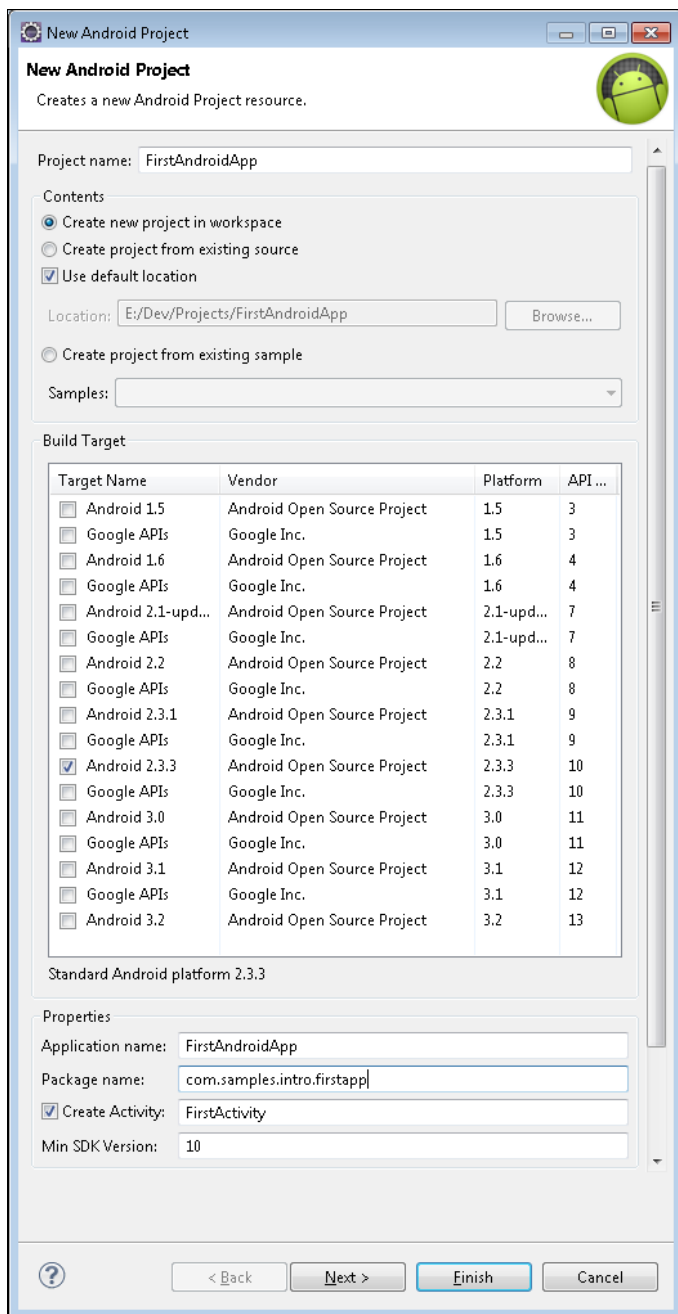 New Android Project
New Android Project
Creates a new Android Project resource.
Project name: FirstAndroidApp
Contents
Create new project in workspace
Create project from existing source
Use default location
Location: E:/Dev/Projects/FirstAndroidApp Browse...
Create project from existing sample
Samples:
Build Target
Target Name Vendor Platform API ...
Android 1.5 Android Open Source Project 1.5 3
Google APIs Google Inc. 1.5 3
Android 1.6 Android Open Source Project 1.6 4
Google APIs Google Inc. 1.6 4
Android 2.1-upd... Android Open Source Project 2.1-upd... 7
Google APIs Google Inc. 2.1-upd... 7
Android 2.2 Android Open Source Project 2.2 8
Google APIs Google Inc. 2.2 8
Android 2.3.1 Android Open Source Project 2.3.1 9
Google APIs Google Inc. 2.3.1 9
Android 2.3.3 Android Open Source Project 2.3.3 10
Google APIs Google Inc. 2.3.3 10
Android 3.0 Android Open Source Project 3.0 11
Google APIs Google Inc. 3.0 11
Android 3.1 Android Open Source Project 3.1 12
Google APIs Google Inc. 3.1 12
Android 3.2 Android Open Source Project 3.2 13
Standard Android platform 2.3.3
Properties
Application name: FirstAndroidApp
Package name: com.samples.intro.firstapp
Create Activity: FirstActivity
Min SDK Version: 10
? < Back Next > Finish Cancel